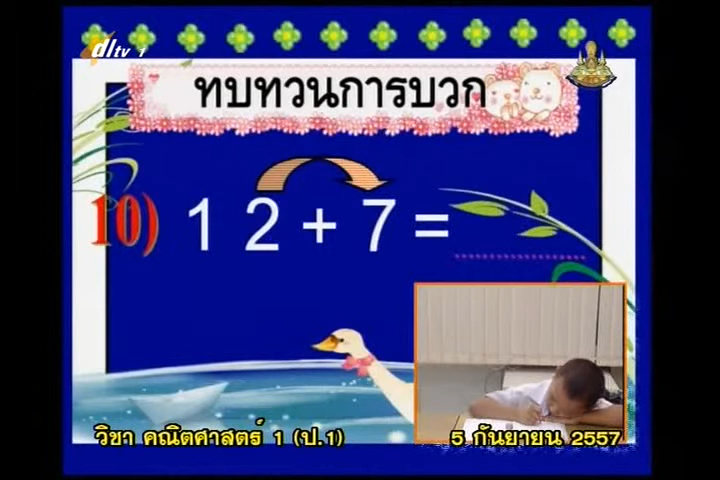 dltv 1
ทบทวนการบวก
10) 1 2 + 7 =
วิชา คณิตศาสตร์ 1 (ป.1)
5 กันยายน 2557